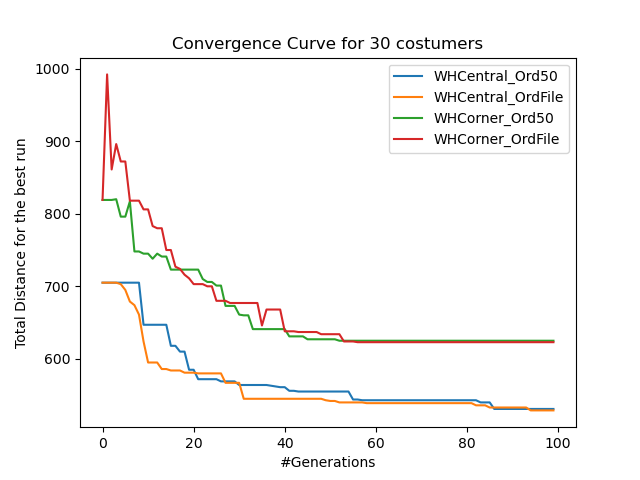 Convergence Curve for 30 costumers
Total Distance for the best run
1000
900
800
700
600
WHCentral_Ord50
WHCentral_OrdFile
WHCorner_Ord50
WHCorner_OrdFile
0 20 40 60 80 100
#Generations